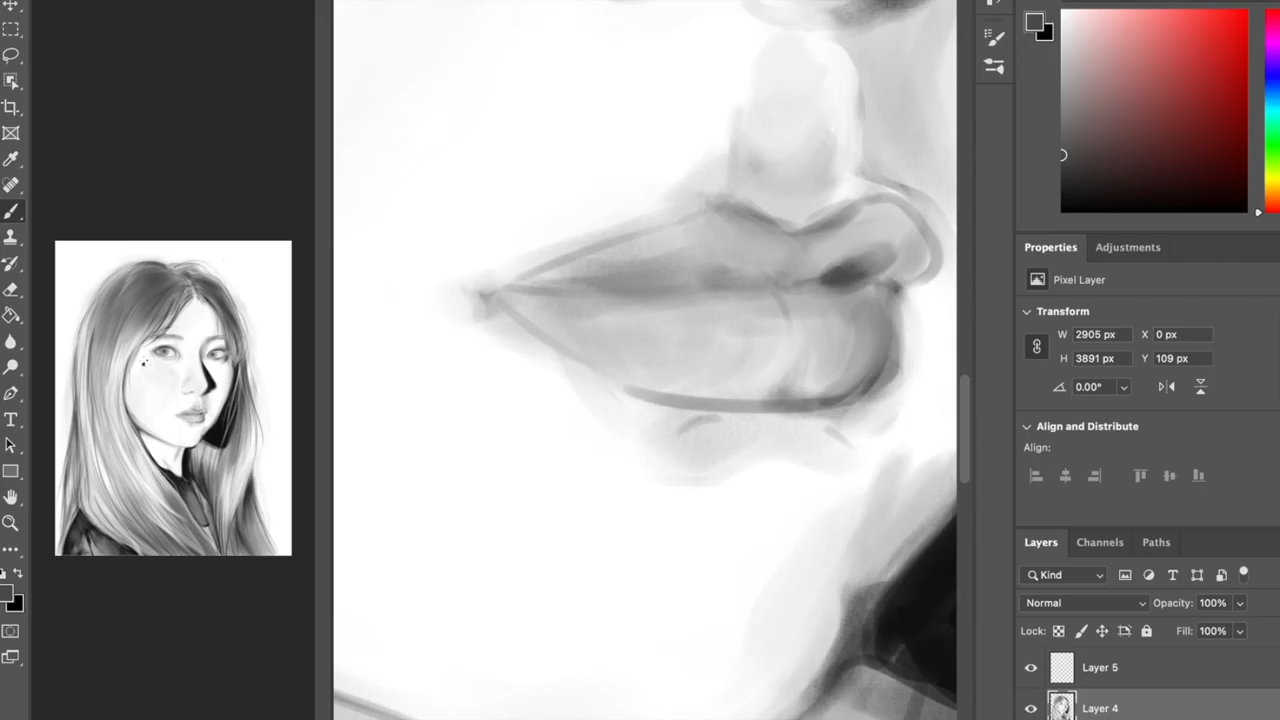 Properties Adjustments
Pixel Layer
Transform
W 2905 px X 0 px
H 3891 px Y 109 px
0.00°
Align and Distribute
Align:
Layers Channels Paths
Kind
Normal Opacity: 100%
Lock: Fill: 100%
Layer 5
Layer 4